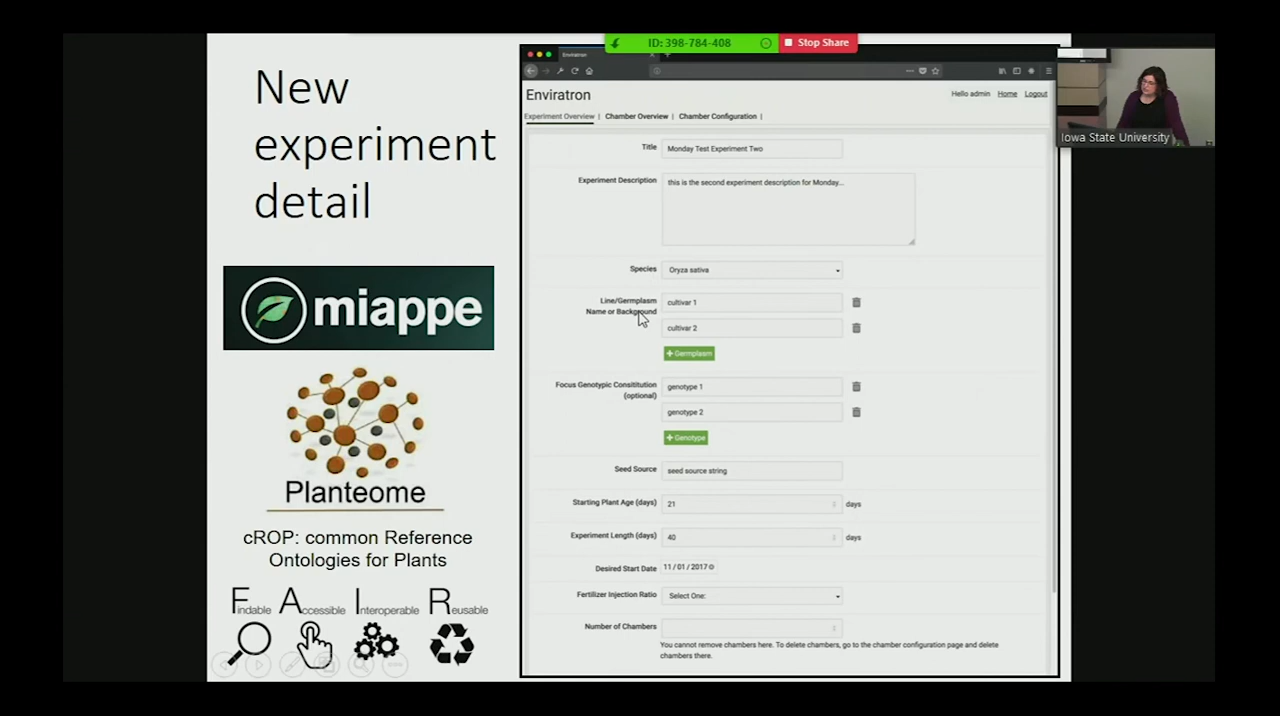 ID: 398-784-408
Stop Share
New
experiment
detail
miappe
Planteome
cROP: common Reference
Ontologies for Plants
Findable Accessible Interoperable Reusable
Enviratron
Enviratron
Hello admin Home Logout
Experiment Overview | Chamber Overview | Chamber Configuration |
Title Monday Test Experiment Two
Experiment Description this is the second experiment description for Monday...
Species Oryza sativa
Line/Germplasm
Name or Background
cultivar 1
cultivar 2
+ Germplasm
Focus Genotypic Consititution
(optional)
genotype 1
genotype 2
+ Genotype
Seed Source seed source string
Starting Plant Age (days) 21 days
Experiment Length (days) 40 days
Desired Start Date 11 / 01 / 2017
Fertilizer Injection Ratio Select One:
Number of Chambers
You cannot remove chambers here. To delete chambers, go to the chamber configuration page and delete
chambers there.
Iowa State University